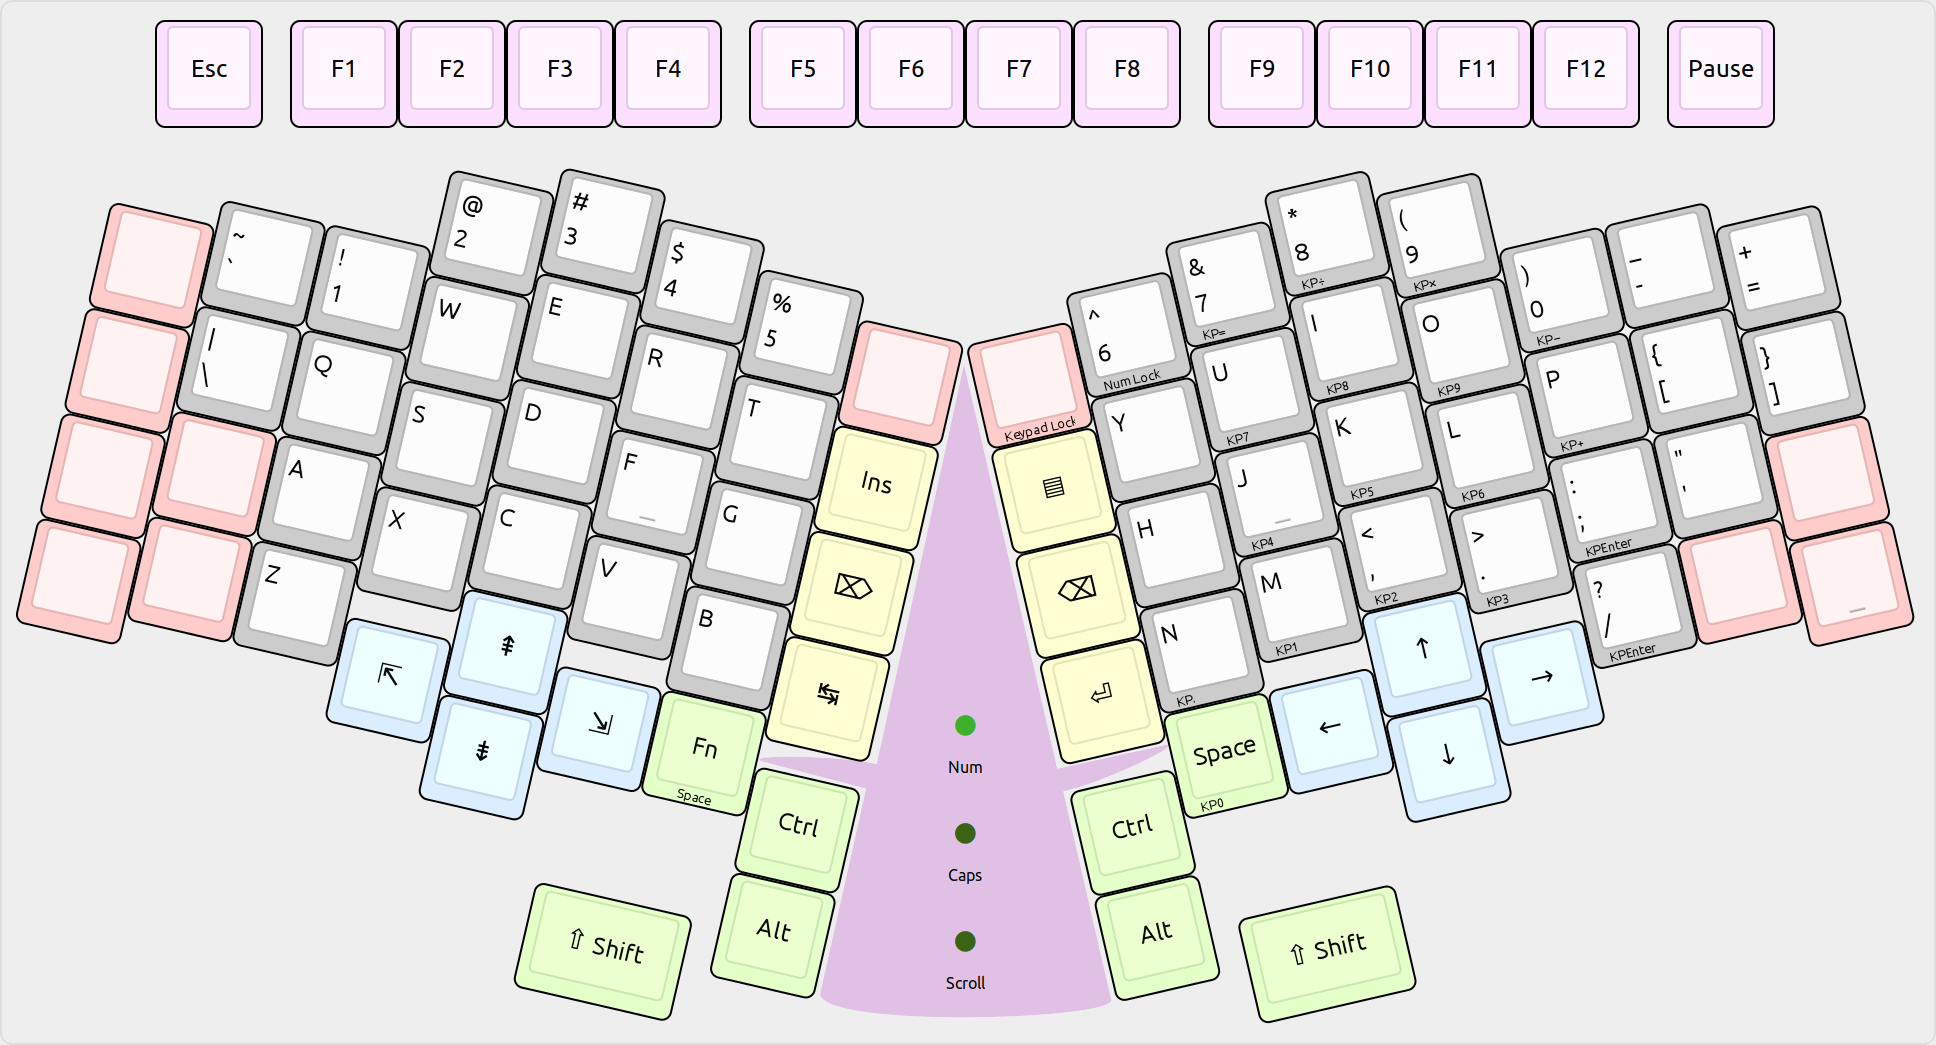 Esc F1 F2 F3 F4 F5 F6 F7 F8 F9 F10 F11 F12 Pause
~
`
!
1
@
2
#
3
$
4
%
5
|
\
Q
W
E
R
T
Ins
A
S
D
F
_
G
⌦
Z
X
C
V
B
↹
⇱
⇞
⇟
⇲
Fn
Space
Ctrl
Alt
⇧ Shift
Num
Caps
Scroll
Keypad Lock
^
6
Num Lock
&
7
KP=
*
8
KP÷
(
9
KP×
)
0
KP−
_
-
+
=
▤
Y
U
KP7
I
KP8
O
KP9
P
KP+
{
[
}
]
⌫
H
J
_
KP4
K
KP5
L
KP6
:
;
KPEnter
"
'
⏎
N
KP.
M
KP1
<
,
KP2
>
.
KP3
?
/
KPEnter
_
Space
KP0
←
↑
↓
→
Ctrl
Alt
⇧ Shift